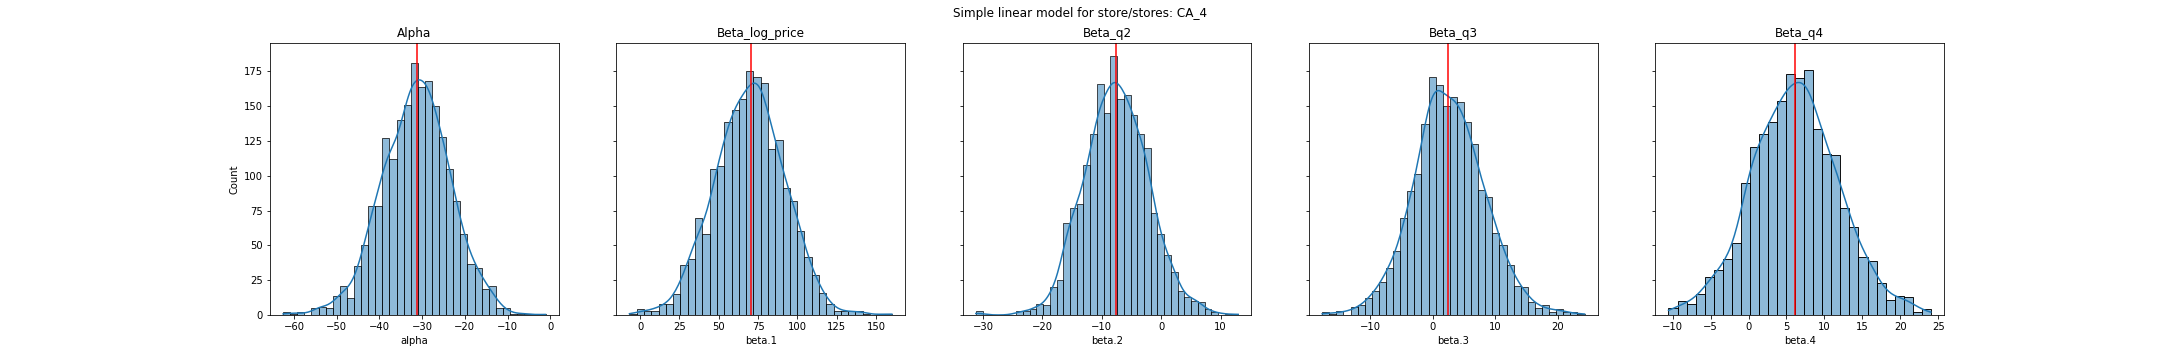 Simple linear model for store/stores: CA_4
Alpha
Beta_log_price
Beta_q2
Beta_q3
Beta_q4
175
150
125
100
75
50
25
0
Count
−60 −50 −40 −30 −20 −10 0
0 25 50 75 100 125 150
−30 −20 −10 0 10
−10 0 10 20
−10 −5 0 5 10 15 20 25
alpha
beta.1
beta.2
beta.3
beta.4